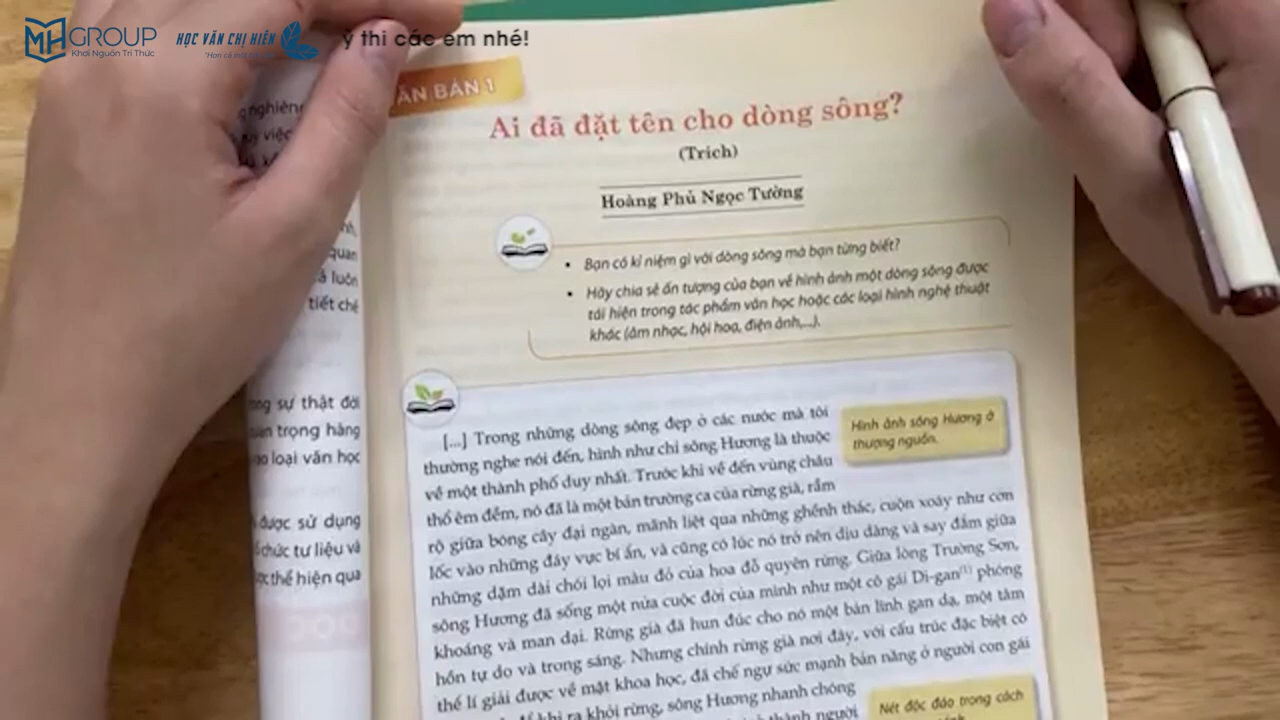 MH GROUP
Khơi Nguồn Tri Thức
HỌC VĂN CHỊ HIÊN
ý thi các em nhé!
ĂN BẢN 1
Ai đã đặt tên cho dòng sông?
(Trích)
Hoàng Phủ Ngọc Tường
• Bạn có kỉ niệm gì với dòng sông mà bạn từng biết?
• Hãy chia sẻ ấn tượng của bạn về hình ảnh một dòng sông được
tái hiện trong tác phẩm văn học hoặc các loại hình nghệ thuật
khác (âm nhạc, hội hoạ, điện ảnh,...).
nghiêng
uy việc
quan
ả luôn
tiết chế
ong sự thật đời
quan trọng hàng
loại văn học
được sử dụng
chức tư liệu và
thể hiện qua
[...] Trong những dòng sông đẹp ở các nước mà tôi
thường nghe nói đến, hình như chỉ sông Hương là thuộc
về một thành phố duy nhất. Trước khi về đến vùng châu
thổ êm đềm, nó đã là một bản trường ca của rừng già, rầm
rộ giữa bóng cây đại ngàn, mãnh liệt qua những ghềnh thác, cuộn xoáy như cơn
lốc vào những đáy vực bí ẩn, và cũng có lúc nó trở nên dịu dàng và say đắm giữa
những dặm dài chói lọi màu đỏ của hoa đỗ quyên rừng. Giữa lòng Trường Sơn,
sông Hương đã sống một nửa cuộc đời của mình như một cô gái Di-gan(1) phóng
khoáng và man dại. Rừng già đã hun đúc cho nó một bản lĩnh gan dạ, một tâm
hồn tự do và trong sáng. Nhưng chính rừng già nơi đây, với cấu trúc đặc biệt có
thể lí giải được về mặt khoa học, đã chế ngự sức mạnh bản năng ở người con gái
để khi ra khỏi rừng, sông Hương nhanh chóng
thành người
Hình ảnh sông Hương ở
thượng nguồn.
Nét độc đáo trong cách